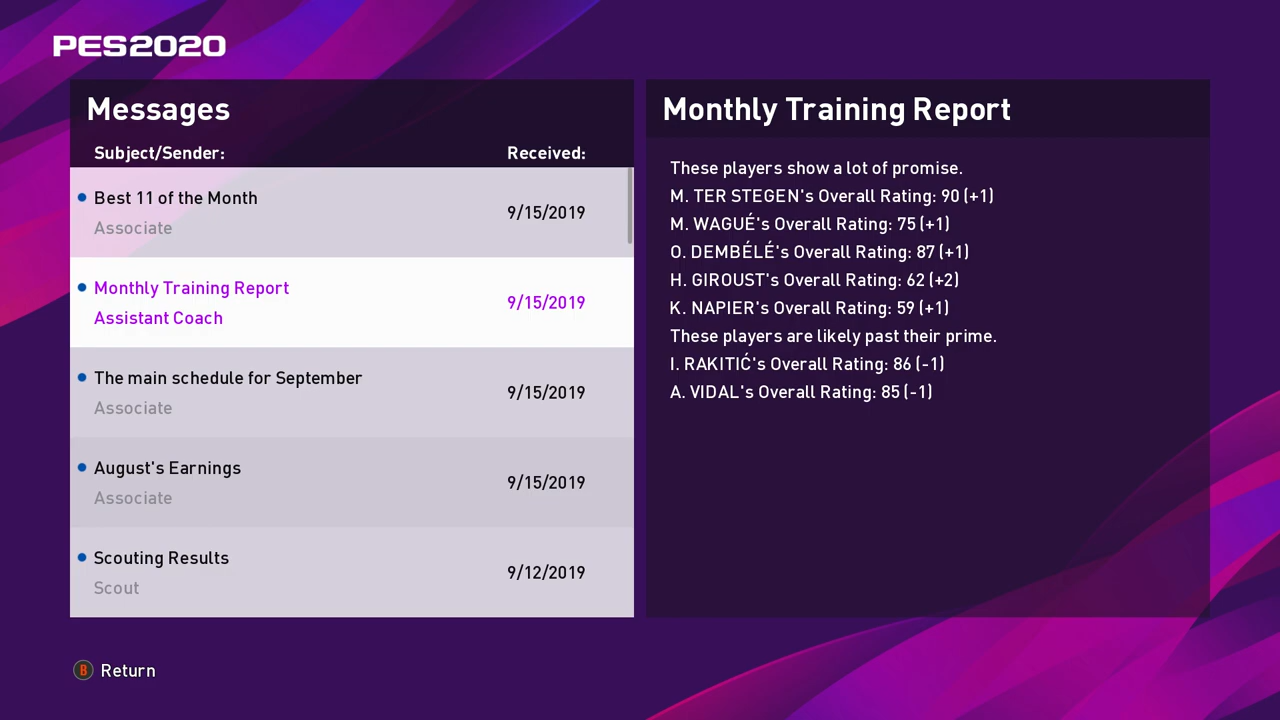 PES2020
Messages
Subject/Sender: Received:
Best 11 of the Month
Associate
9/15/2019
Monthly Training Report
Assistant Coach
9/15/2019
The main schedule for September
Associate
9/15/2019
August's Earnings
Associate
9/15/2019
Scouting Results
Scout
9/12/2019
Monthly Training Report
These players show a lot of promise.
M. TER STEGEN's Overall Rating: 90 (+1)
M. WAGUÉ's Overall Rating: 75 (+1)
O. DEMBÉLÉ's Overall Rating: 87 (+1)
H. GIROUST's Overall Rating: 62 (+2)
K. NAPIER's Overall Rating: 59 (+1)
These players are likely past their prime.
I. RAKITIĆ's Overall Rating: 86 (-1)
A. VIDAL's Overall Rating: 85 (-1)
B Return